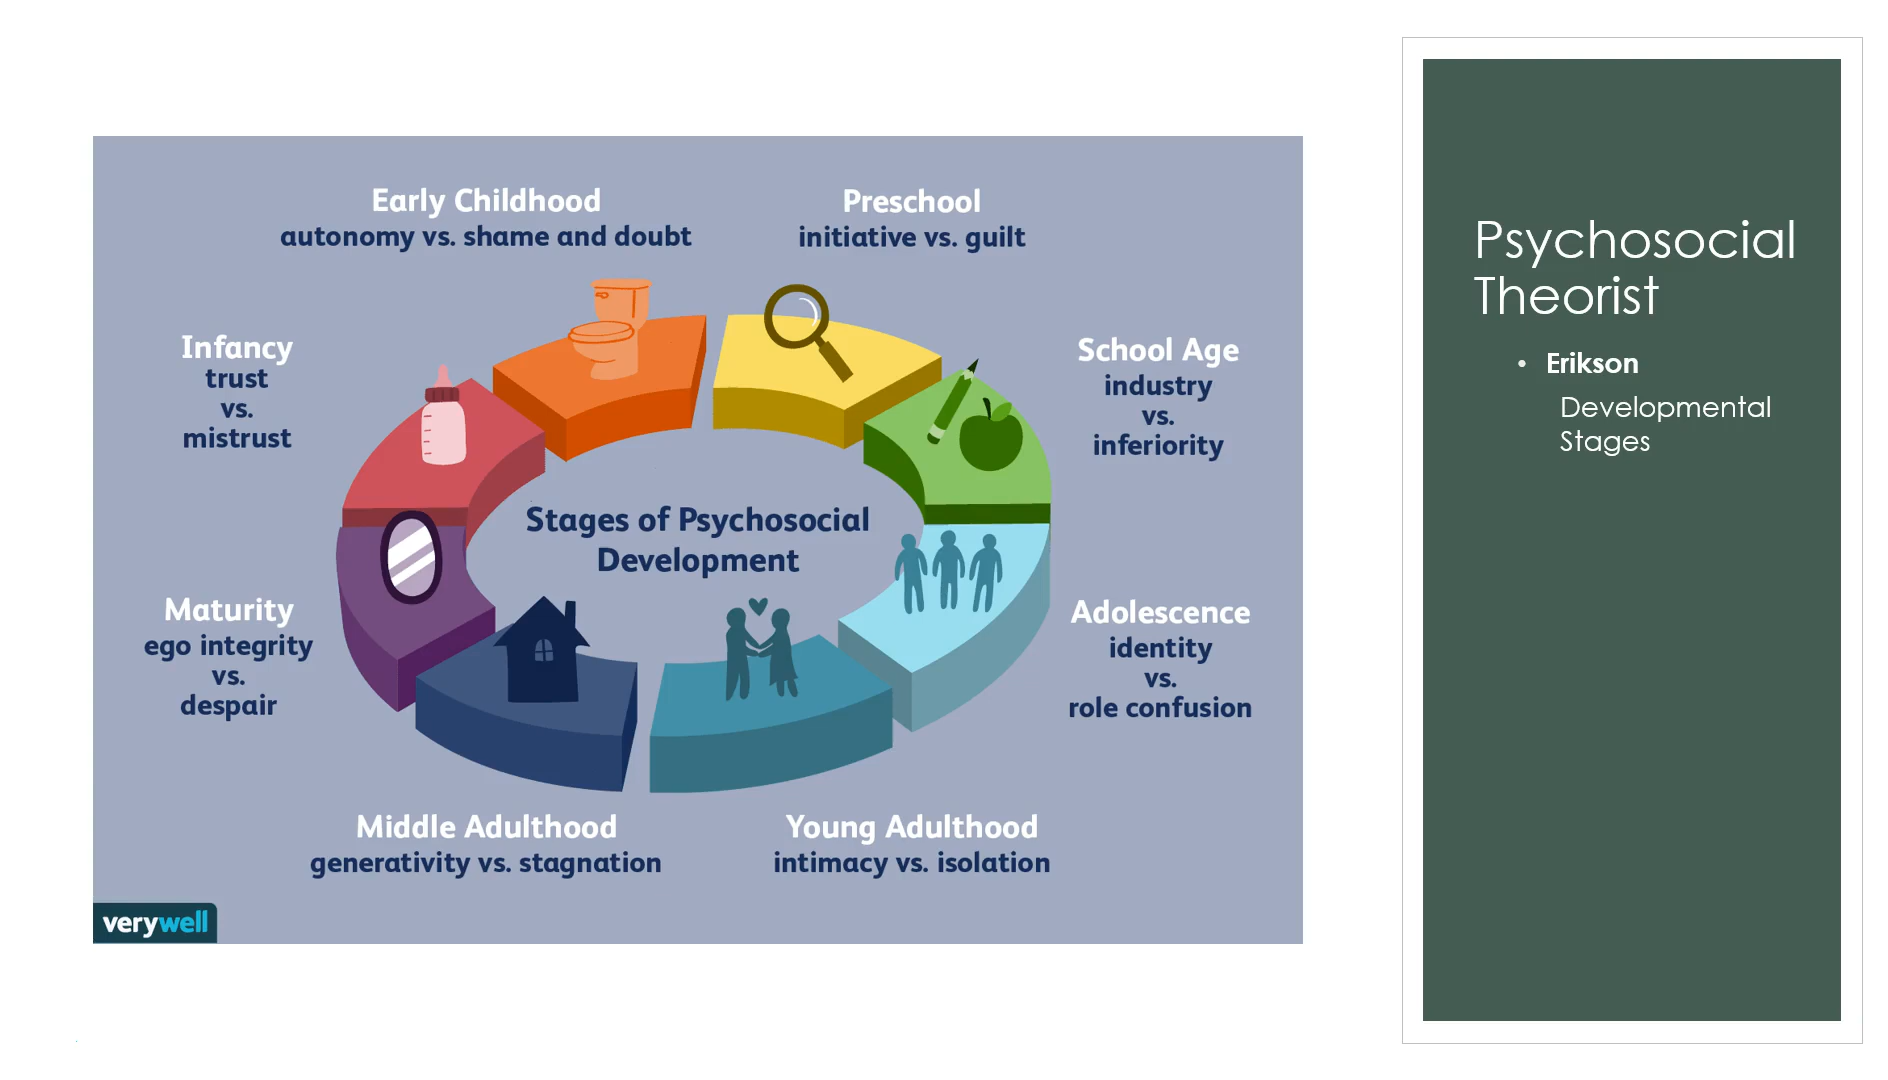 Early Childhood
autonomy vs. shame and doubt
Preschool
initiative vs. guilt
Infancy
trust
vs.
mistrust
School Age
industry
vs.
inferiority
Stages of Psychosocial
Development
Maturity
ego integrity
vs.
despair
Adolescence
identity
vs.
role confusion
Middle Adulthood
generativity vs. stagnation
Young Adulthood
intimacy vs. isolation
verywell
Psychosocial
Theorist
• Erikson
Developmental
Stages